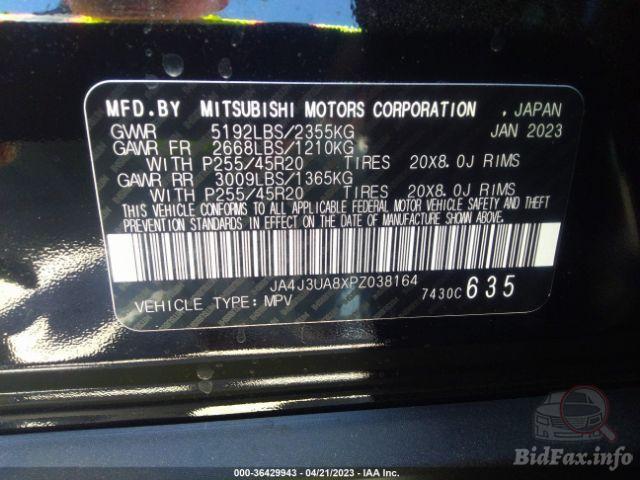 MFD.BY MITSUBISHI MOTORS CORPORATION , JAPAN
GVWR 5192LBS/2355KG JAN 2023
GAWR FR 2668LBS/1210KG
WITH P255/45R20 TIRES 20X8.0J RIMS
GAWR RR 3009LBS/1365KG
WITH P255/45R20 TIRES 20X8.0J RIMS
THIS VEHICLE CONFORMS TO ALL APPLICABLE FEDERAL MOTOR VEHICLE SAFETY AND THEFT
PREVENTION STANDARDS IN EFFECT ON THE DATE OF MANUFACTURE SHOWN ABOVE.
JA4J3UA8XPZ038164
VEHICLE TYPE: MPV 7430C 635
BidFax.info
000-36429943 - 04/21/2023 - IAA Inc.